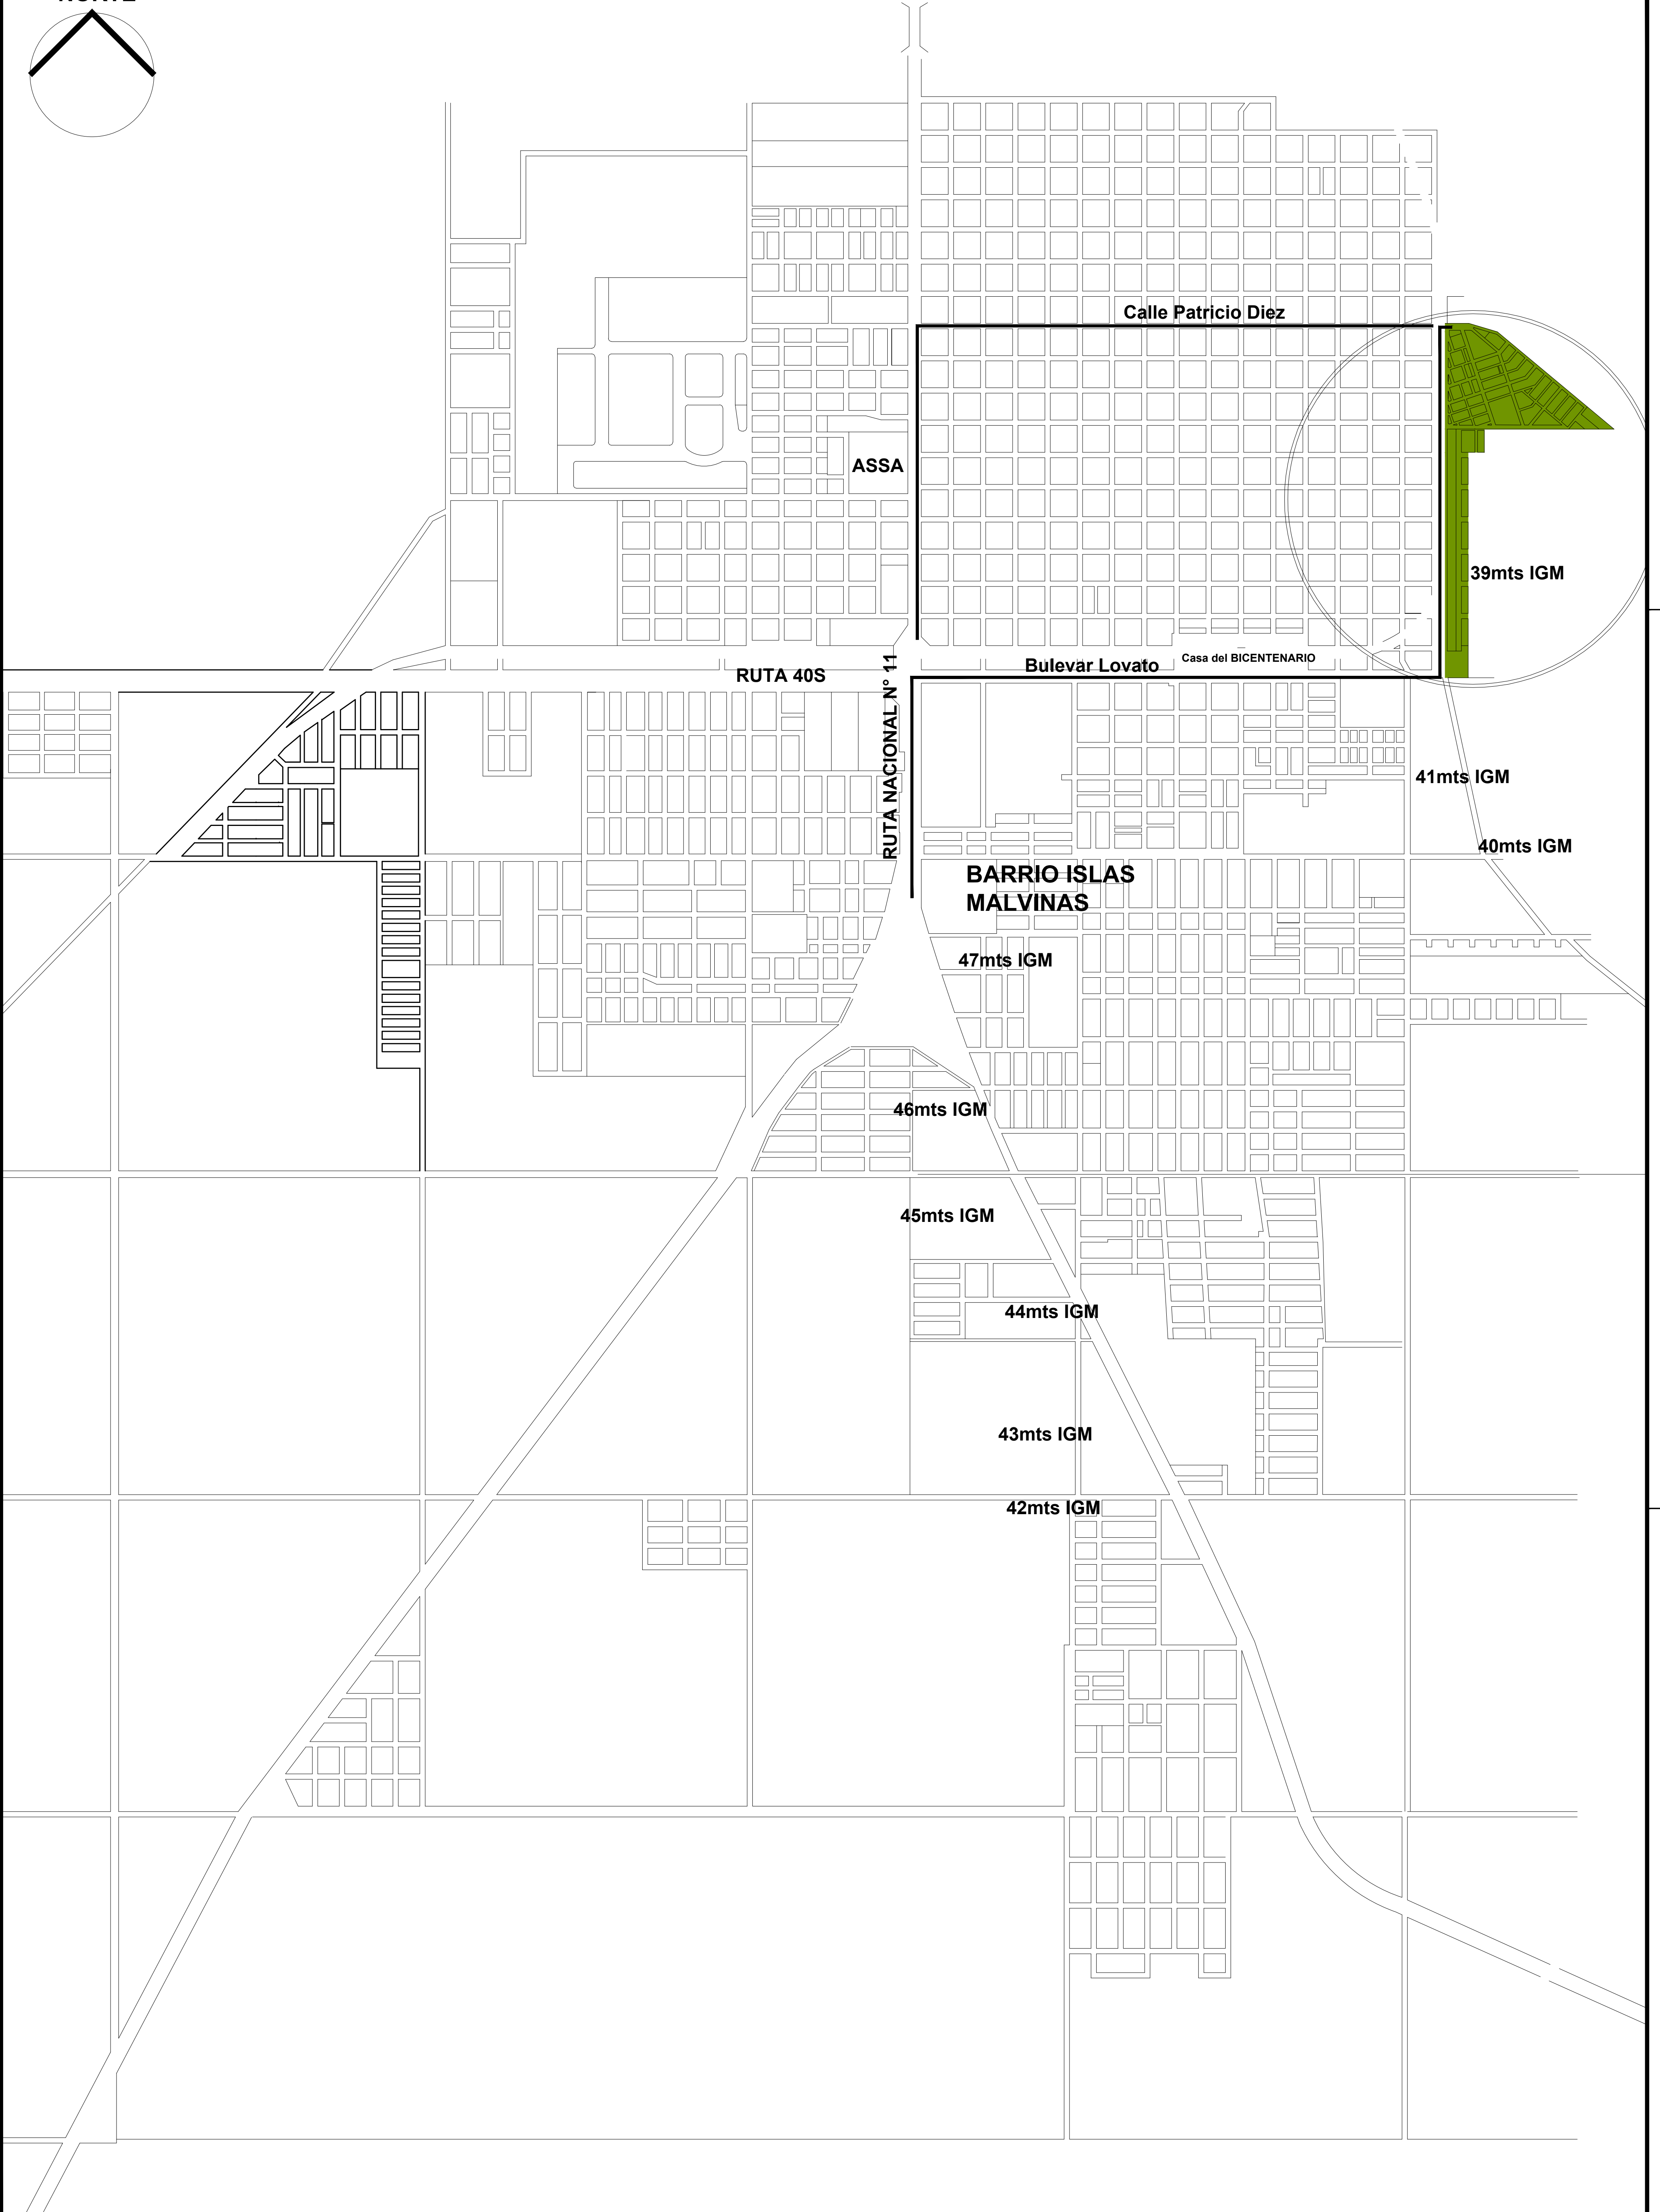 Calle Patricio Diez
ASSA
39mts IGM
RUTA 40S
RUTA NACIONAL N° 11
Bulevar Lovato
Casa del BICENTENARIO
41mts IGM
40mts IGM
BARRIO ISLAS
MALVINAS
47mts IGM
46mts IGM
45mts IGM
44mts IGM
43mts IGM
42mts IGM